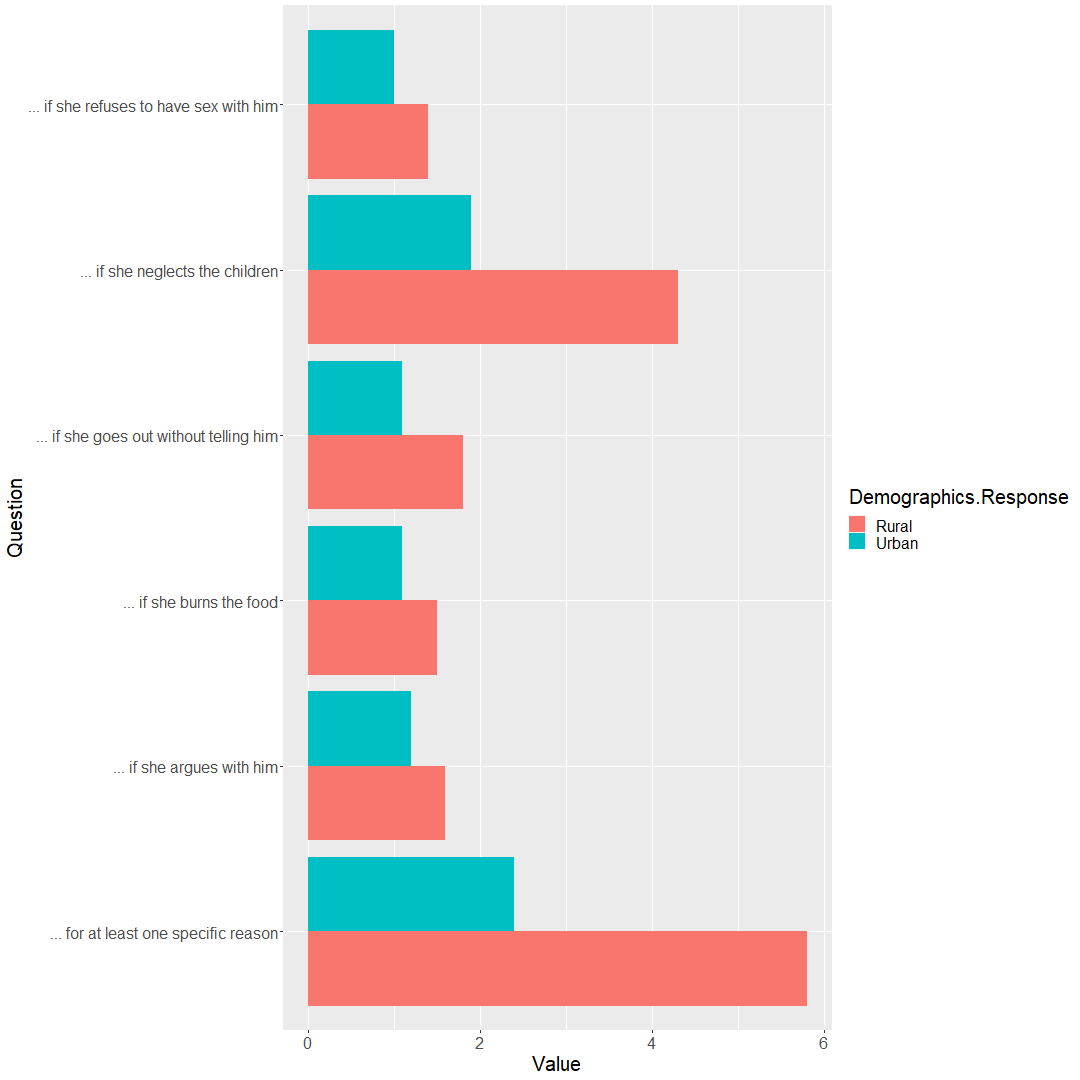 ... if she refuses to have sex with him
... if she neglects the children
... if she goes out without telling him
... if she burns the food
... if she argues with him
... for at least one specific reason
Question
0 2 4 6
Value
Demographics.Response
Rural
Urban